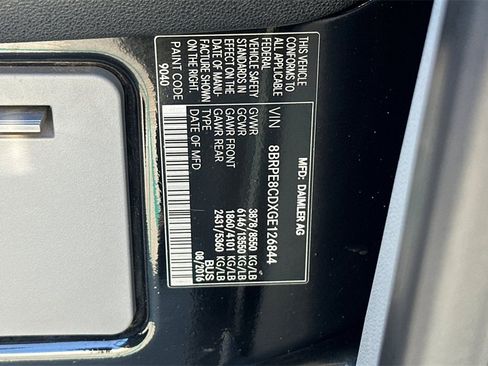 THIS VEHICLE
CONFORMS TO
ALL APPLICABLE
FEDERAL
VEHICLE SAFETY
STANDARDS IN
EFFECT ON THE
DATE OF MANU-
FACTURE SHOWN
ON THE RIGHT.
PAINT CODE
9040
MFD: DAIMLER AG
VIN 8BRPE8CDXGE126844
GVWR 3878/8550 KG/LB
GCWR 6146/13550 KG/LB
GAWR FRONT 1860/4101 KG/LB
GAWR REAR 2431/5360 KG/LB
TYPE BUS
DATE OF MFD 08/2016